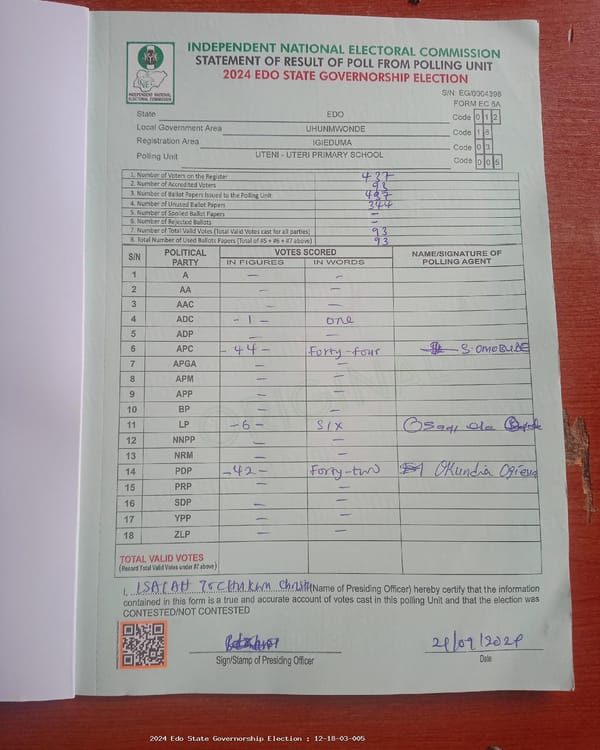 INDEPENDENT NATIONAL ELECTORAL COMMISSION
STATEMENT OF RESULT OF POLL FROM POLLING UNIT
2024 EDO STATE GOVERNORSHIP ELECTION
INDEPENDENT NATIONAL
ELECTORAL COMMISSION
S/N: EG/0004398
FORM EC 8A
State EDO Code 0 1 2
Local Government Area UHUNMWONDE Code 1 8
Registration Area IGIEDUMA Code 0 3
Polling Unit UTENI - UTERI PRIMARY SCHOOL Code 0 0 5
1. Number of Voters on the Register 437
2. Number of Accredited Voters 93
3. Number of Ballot Papers Issued to the Polling Unit
4. Number of Unused Ballot Papers 344
5. Number of Spoiled Ballot Papers -
6. Number of Rejected Ballots -
7. Number of Total Valid Votes (Total Valid Votes cast for all parties) 93
8. Total Number of Used Ballots Papers (Total of #5 + #6 + #7 above) 93
S/N POLITICAL PARTY VOTES SCORED NAME/SIGNATURE OF POLLING AGENT
IN FIGURES IN WORDS
1 A - -
2 AA - -
3 AAC - -
4 ADC -1- one
5 ADP - -
6 APC -44- forty-four S. OMOBUDE
7 APGA - -
8 APM - -
9 APP - -
10 BP - -
11 LP -6- SIX
12 NNPP - -
13 NRM - -
14 PDP -42- forty-two Okundia
15 PRP - -
16 SDP - -
17 YPP - -
18 ZLP - -
TOTAL VALID VOTES
(Record Total Valid Votes under #7 above)
I, ISAIAH Christy (Name of Presiding Officer) hereby certify that the information
contained in this form is a true and accurate account of votes cast in this polling Unit and that the election was
CONTESTED/NOT CONTESTED
21/09/2024
Sign/Stamp of Presiding Officer Date
2024 Edo State Governorship Election : 12-18-03-005